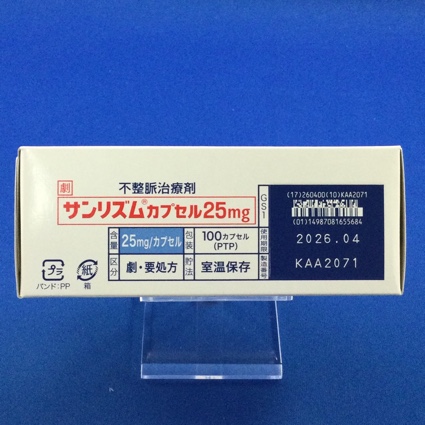 劇
不整脈治療剤
サンリズム®カプセル25mg
含量
25mg/カプセル
包装
100カプセル
(PTP)
区分
劇・要処方
貯法
室温保存
プラ
バンド:PP
紙
箱
GS1
(17)260400(10)KAA2071
(01)14987081655684
使用期限
2026.04
製造番号
KAA2071